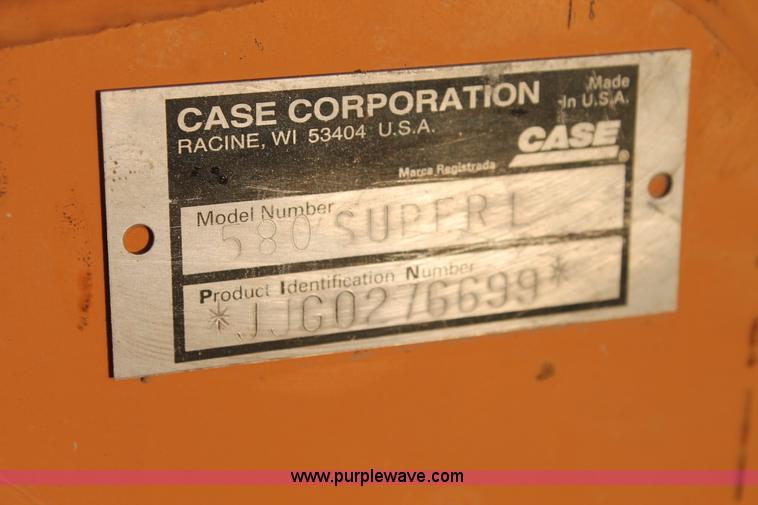 CASE CORPORATION
RACINE, WI 53404 U.S.A.
Made
In U.S.A.
CASE®
Marca Registrada
Model Number
580 SUPER L
Product Identification Number
*JJG0276699*
www.purplewave.com